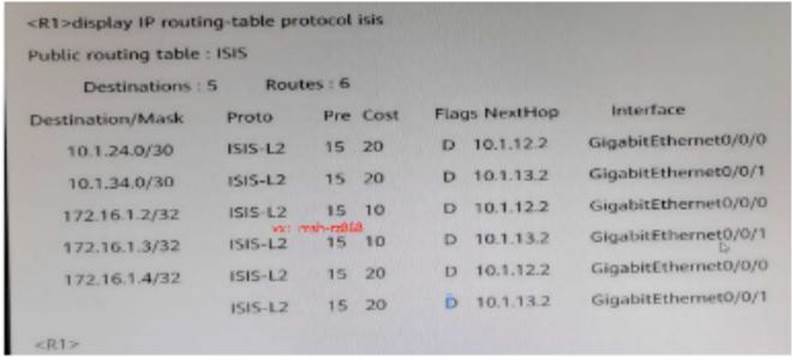 <R1>display IP routing-table protocol isis
Public routing table : ISIS
Destinations : 5 Routes : 6
Destination/Mask Proto Pre Cost Flags NextHop Interface
10.1.24.0/30 ISIS-L2 15 20 D 10.1.12.2 GigabitEthernet0/0/0
10.1.34.0/30 ISIS-L2 15 20 D 10.1.13.2 GigabitEthernet0/0/1
172.16.1.2/32 ISIS-L2 15 10 D 10.1.12.2 GigabitEthernet0/0/0
172.16.1.3/32 ISIS-L2 15 10 D 10.1.13.2 GigabitEthernet0/0/1
172.16.1.4/32 ISIS-L2 15 20 D 10.1.12.2 GigabitEthernet0/0/0
ISIS-L2 15 20 D 10.1.13.2 GigabitEthernet0/0/1
<R1>